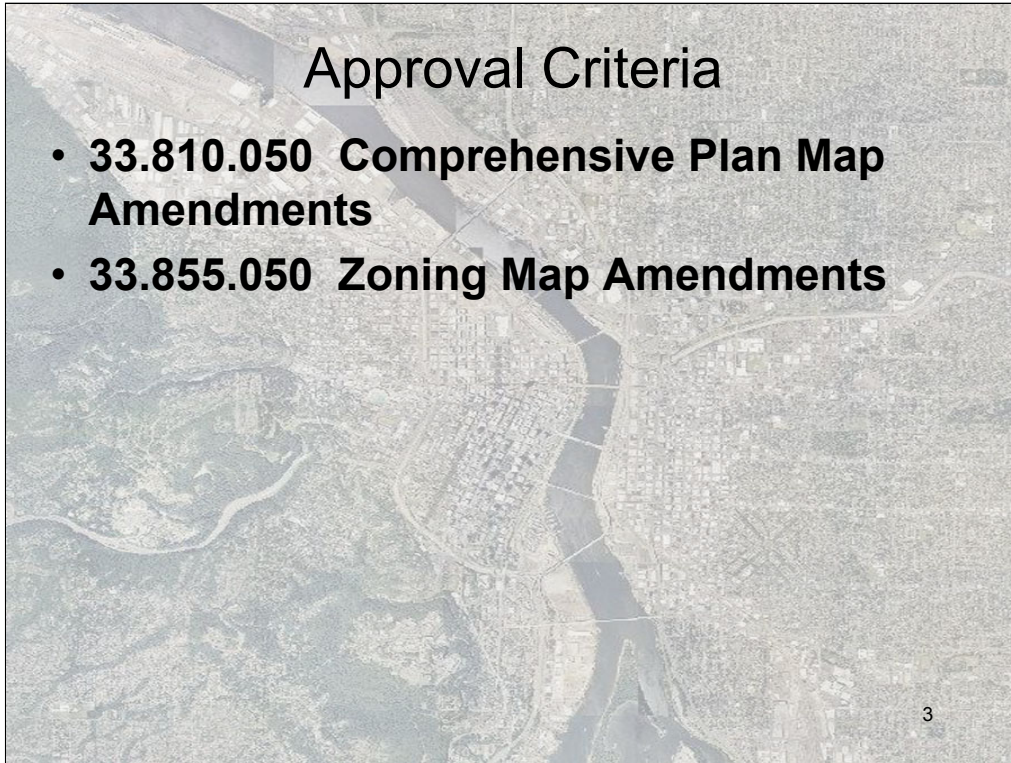 Approval Criteria
• 33.810.050 Comprehensive Plan Map
Amendments
• 33.855.050 Zoning Map Amendments
3